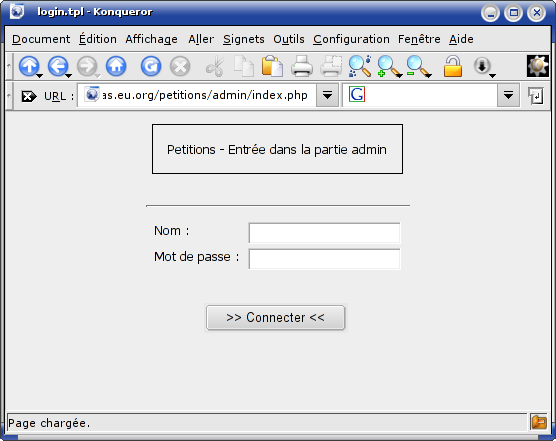 login.tpl - Konqueror
Document Édition Affichage Aller Signets Outils Configuration Fenêtre Aide
URL : as.eu.org/petitions/admin/index.php G
Petitions - Entrée dans la partie admin
Nom :
Mot de passe :
>> Connecter <<
Page chargée.